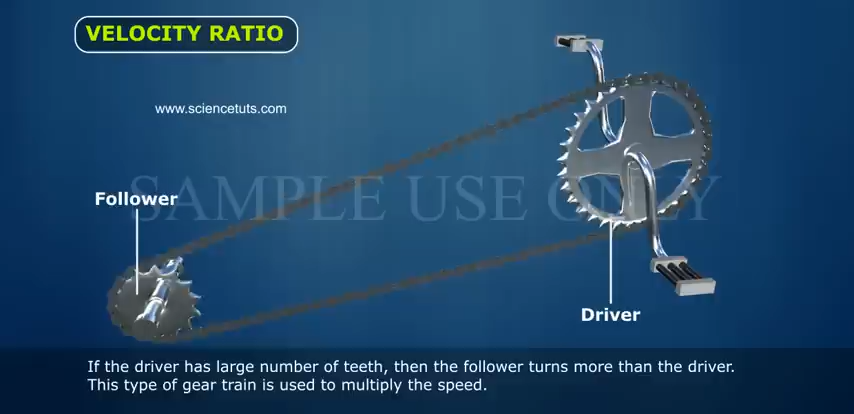 VELOCITY RATIO
www.sciencetuts.com
SAMPLE USE ONLY
Follower
Driver
If the driver has large number of teeth, then the follower turns more than the driver.
This type of gear train is used to multiply the speed.